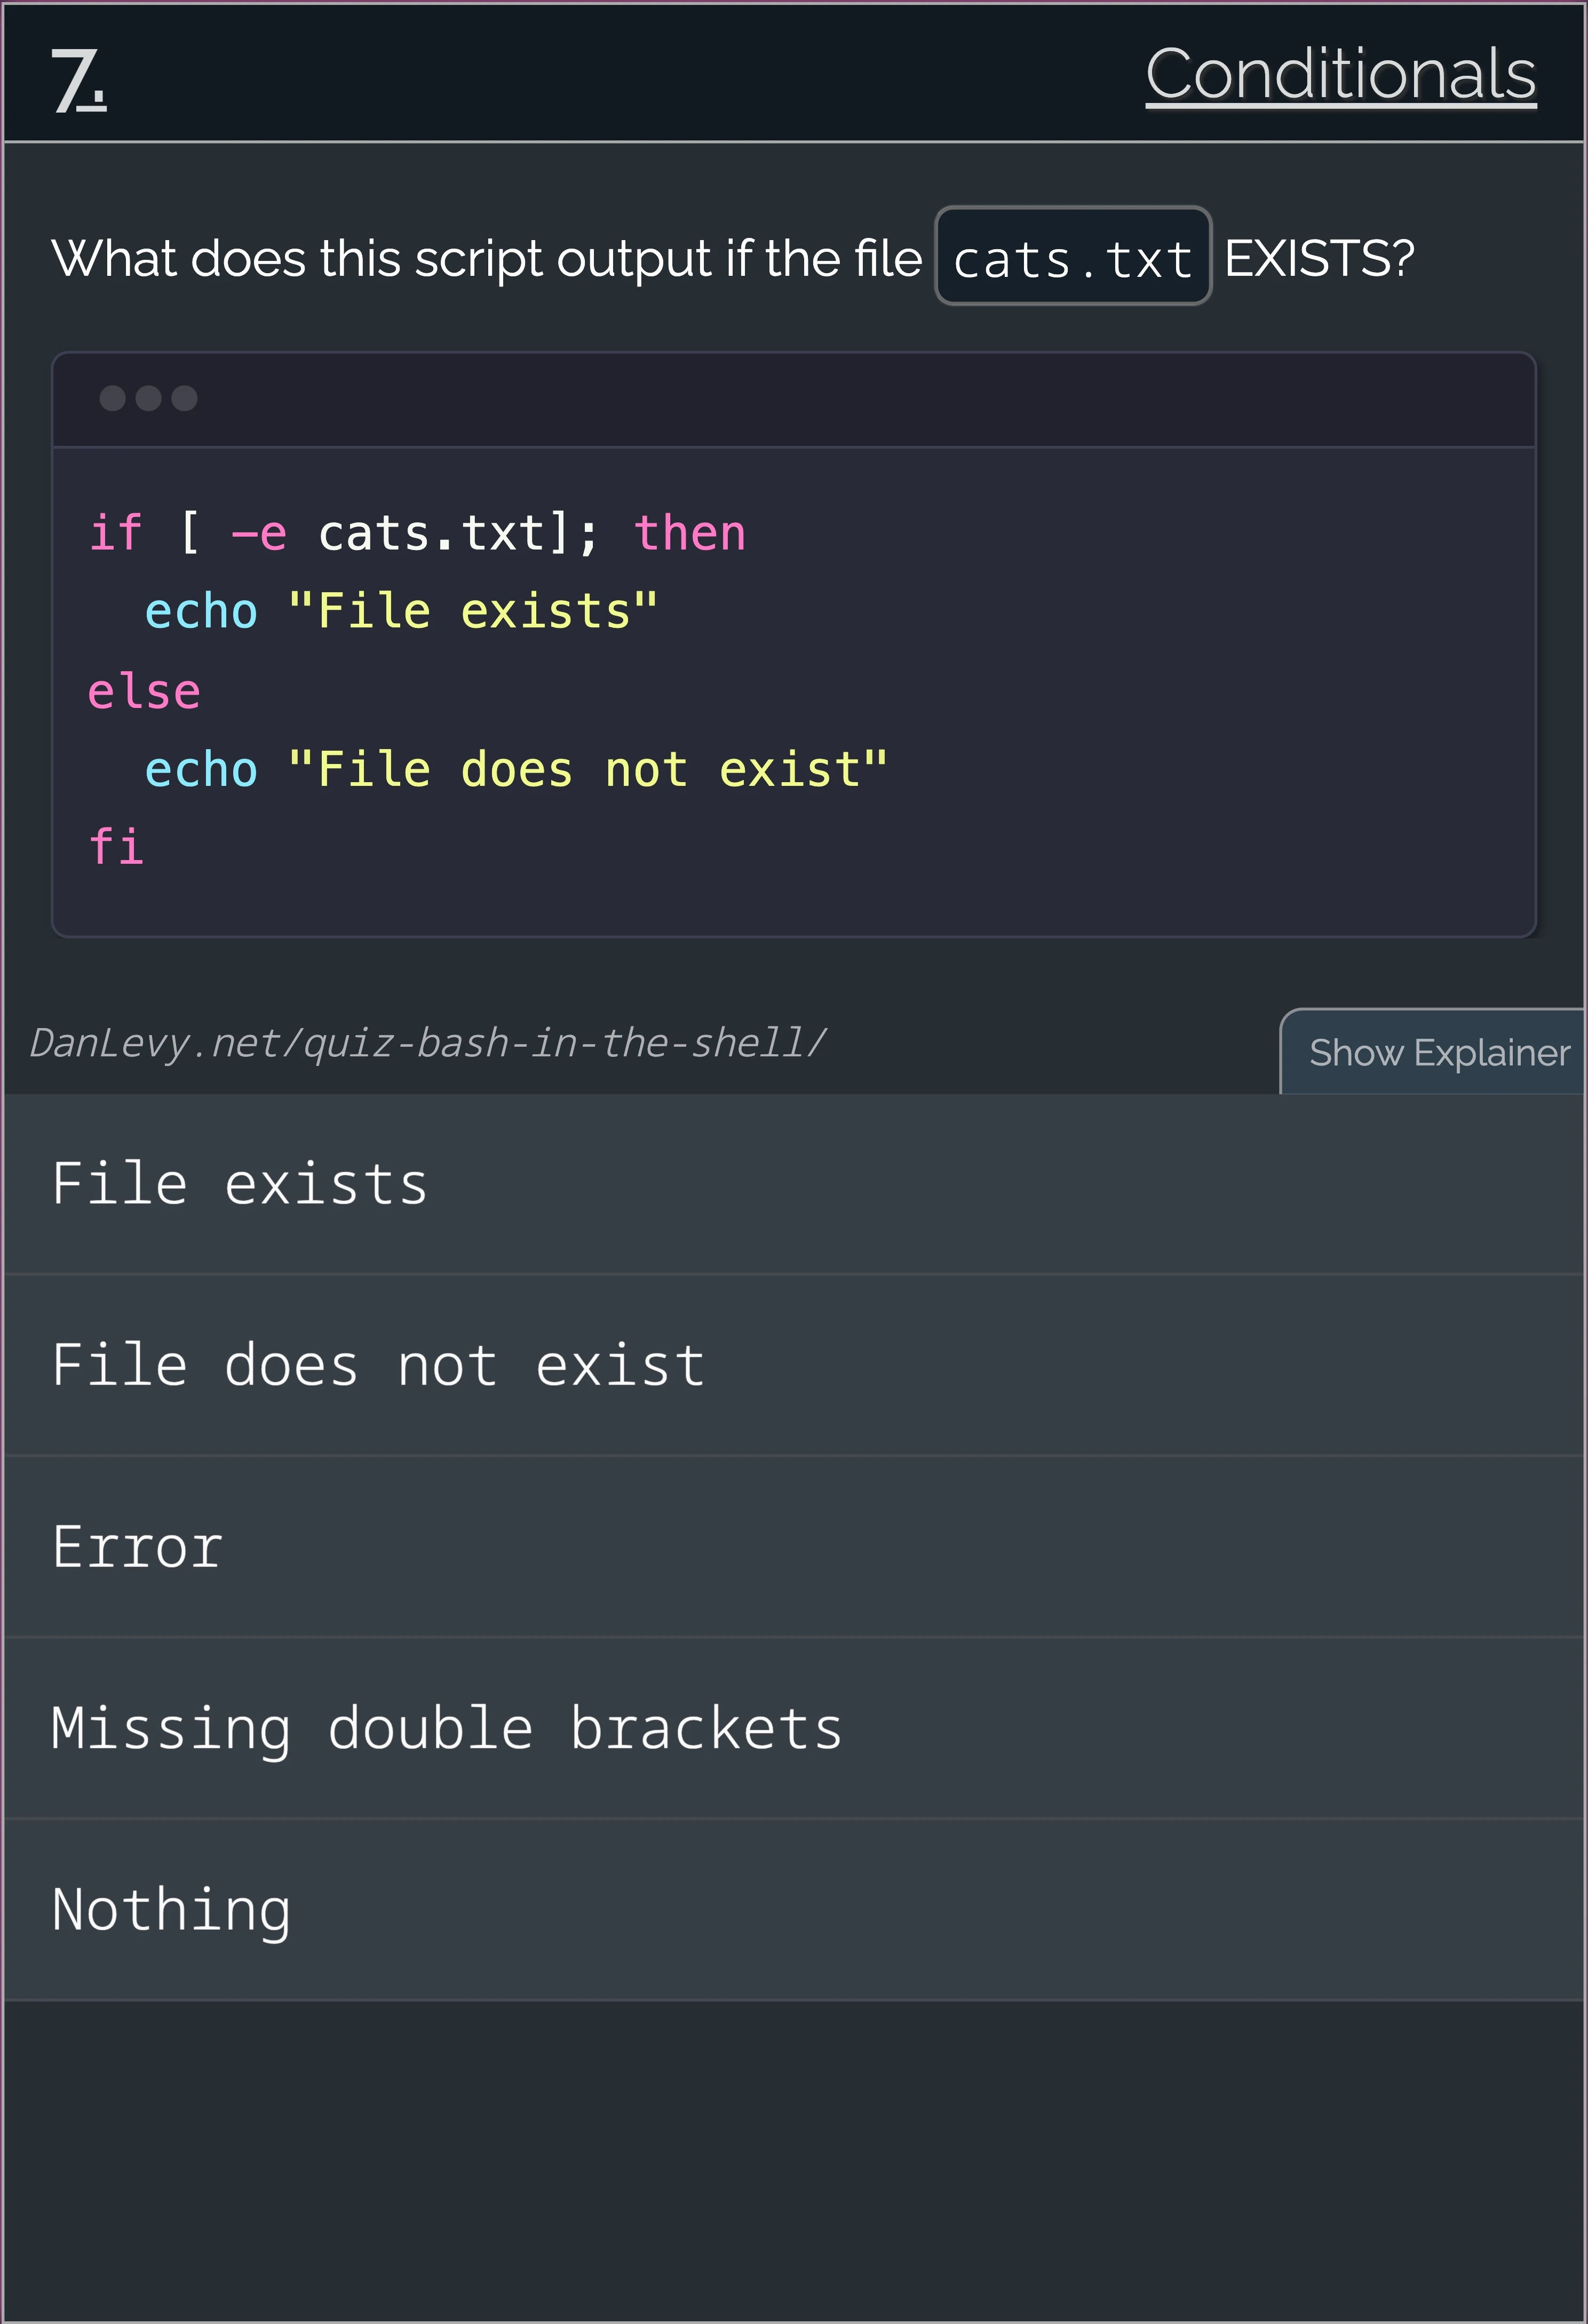 7.
Conditionals
What does this script output if the file cats.txt EXISTS?
if [ -e cats.txt]; then
  echo "File exists"
else
  echo "File does not exist"
fi
DanLevy.net/quiz-bash-in-the-shell/
Show Explainer
File exists
File does not exist
Error
Missing double brackets
Nothing